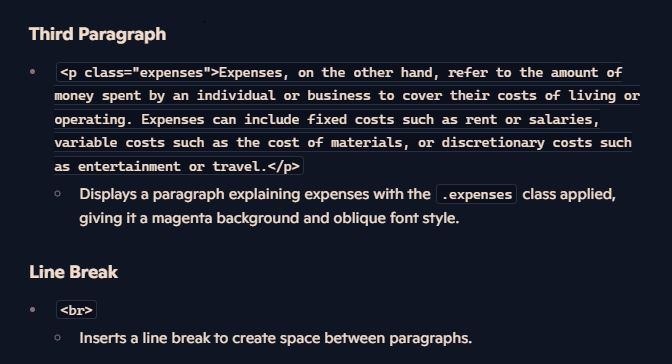 Third Paragraph
<p class="expenses">Expenses, on the other hand, refer to the amount of
money spent by an individual or business to cover their costs of living or
operating. Expenses can include fixed costs such as rent or salaries,
variable costs such as the cost of materials, or discretionary costs such
as entertainment or travel.</p>
Displays a paragraph explaining expenses with the .expenses class applied,
giving it a magenta background and oblique font style.
Line Break
<br>
Inserts a line break to create space between paragraphs.